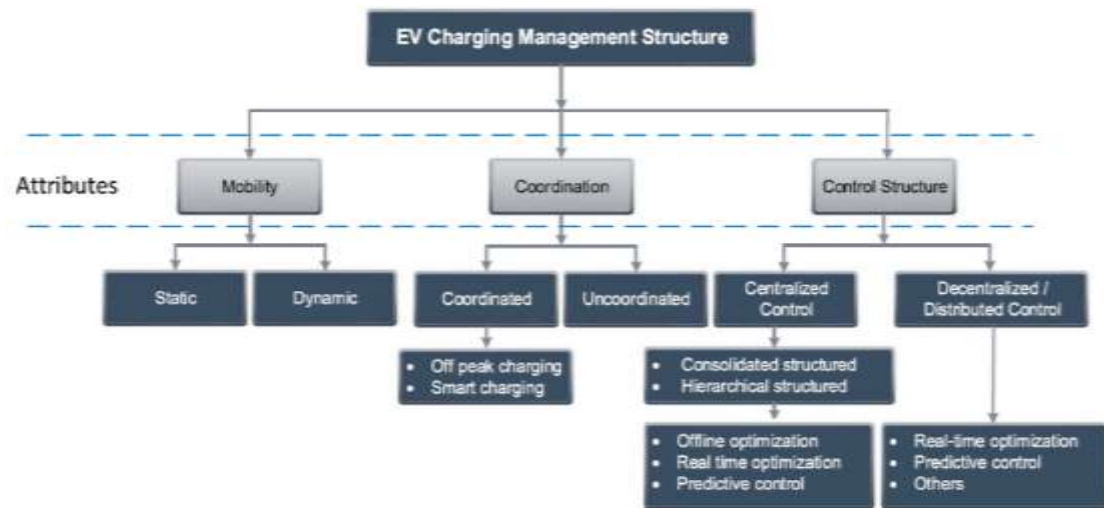 EV Charging Management Structure
Attributes
Mobility
Coordination
Control Structure
Static
Dynamic
Coordinated
Uncoordinated
Centralized
Control
Decentralized /
Distributed Control
• Off peak charging
• Smart charging
• Consolidated structured
• Hierarchical structured
• Offline optimization
• Real time optimization
• Predictive control
• Real-time optimization
• Predictive control
• Others